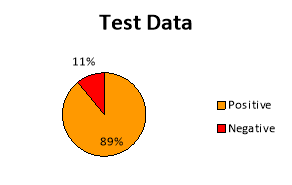 Test Data
11%
89%
Positive
Negative